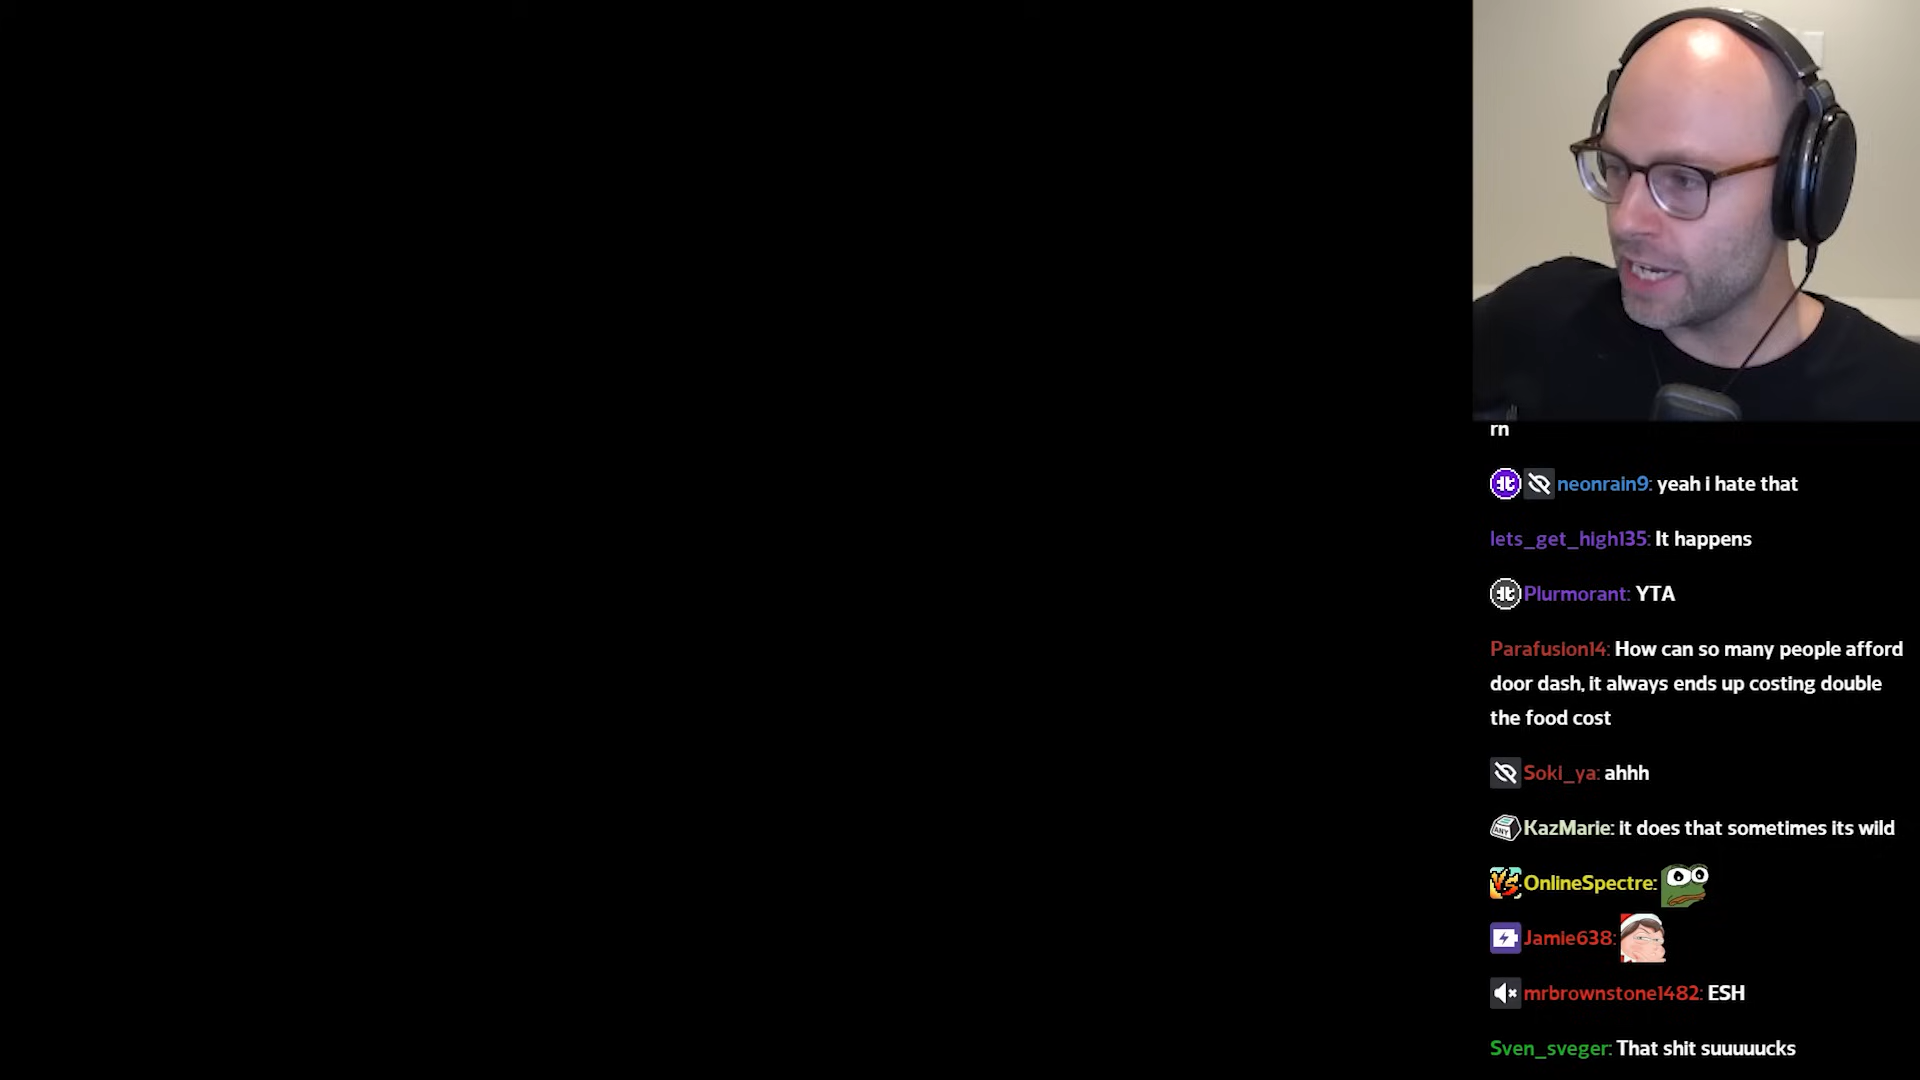 rn
neonrain9: yeah i hate that
lets_get_high135: It happens
Plurmorant: YTA
Parafusion14: How can so many people afford
door dash, it always ends up costing double
the food cost
Soki_ya: ahhh
KazMarie: it does that sometimes its wild
OnlineSpectre:
Jamie638:
mrbrownstone1482: ESH
Sven_sveger: That shit suuuuucks